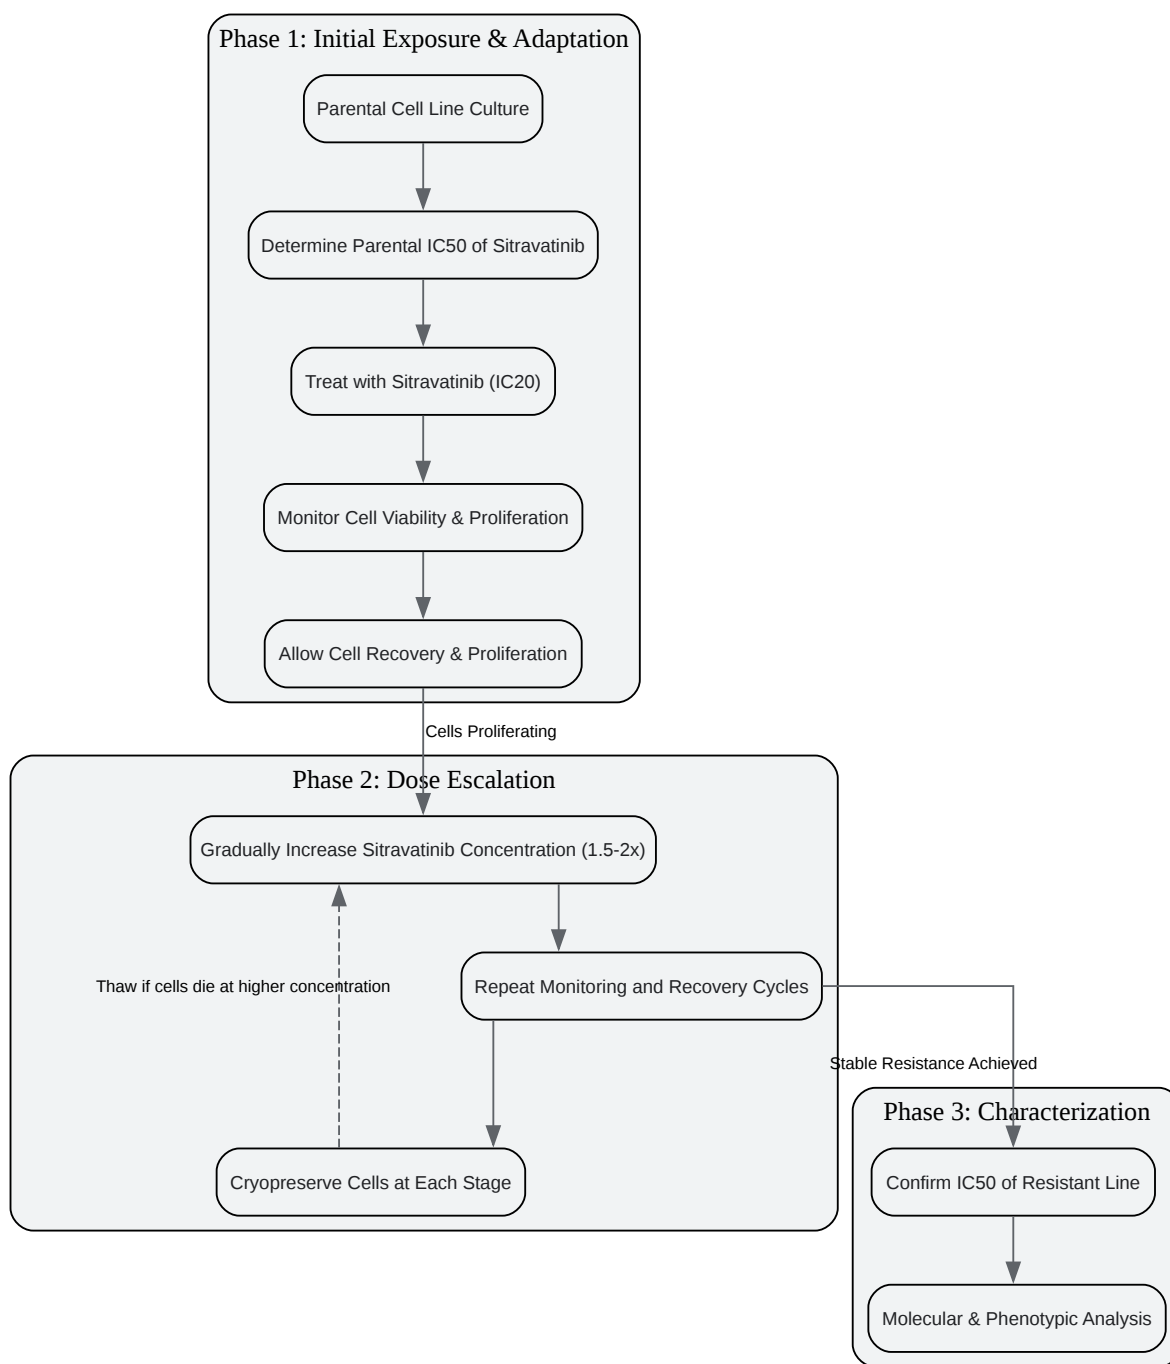 Phase 1: Initial Exposure & Adaptation
Parental Cell Line Culture
Determine Parental IC50 of Sitravatinib
Treat with Sitravatinib (IC20)
Monitor Cell Viability & Proliferation
Allow Cell Recovery & Proliferation
Cells Proliferating
Phase 2: Dose Escalation
Gradually Increase Sitravatinib Concentration (1.5-2x)
Thaw if cells die at higher concentration
Repeat Monitoring and Recovery Cycles
Stable Resistance Achieved
Cryopreserve Cells at Each Stage
Phase 3: Characterization
Confirm IC50 of Resistant Line
Molecular & Phenotypic Analysis